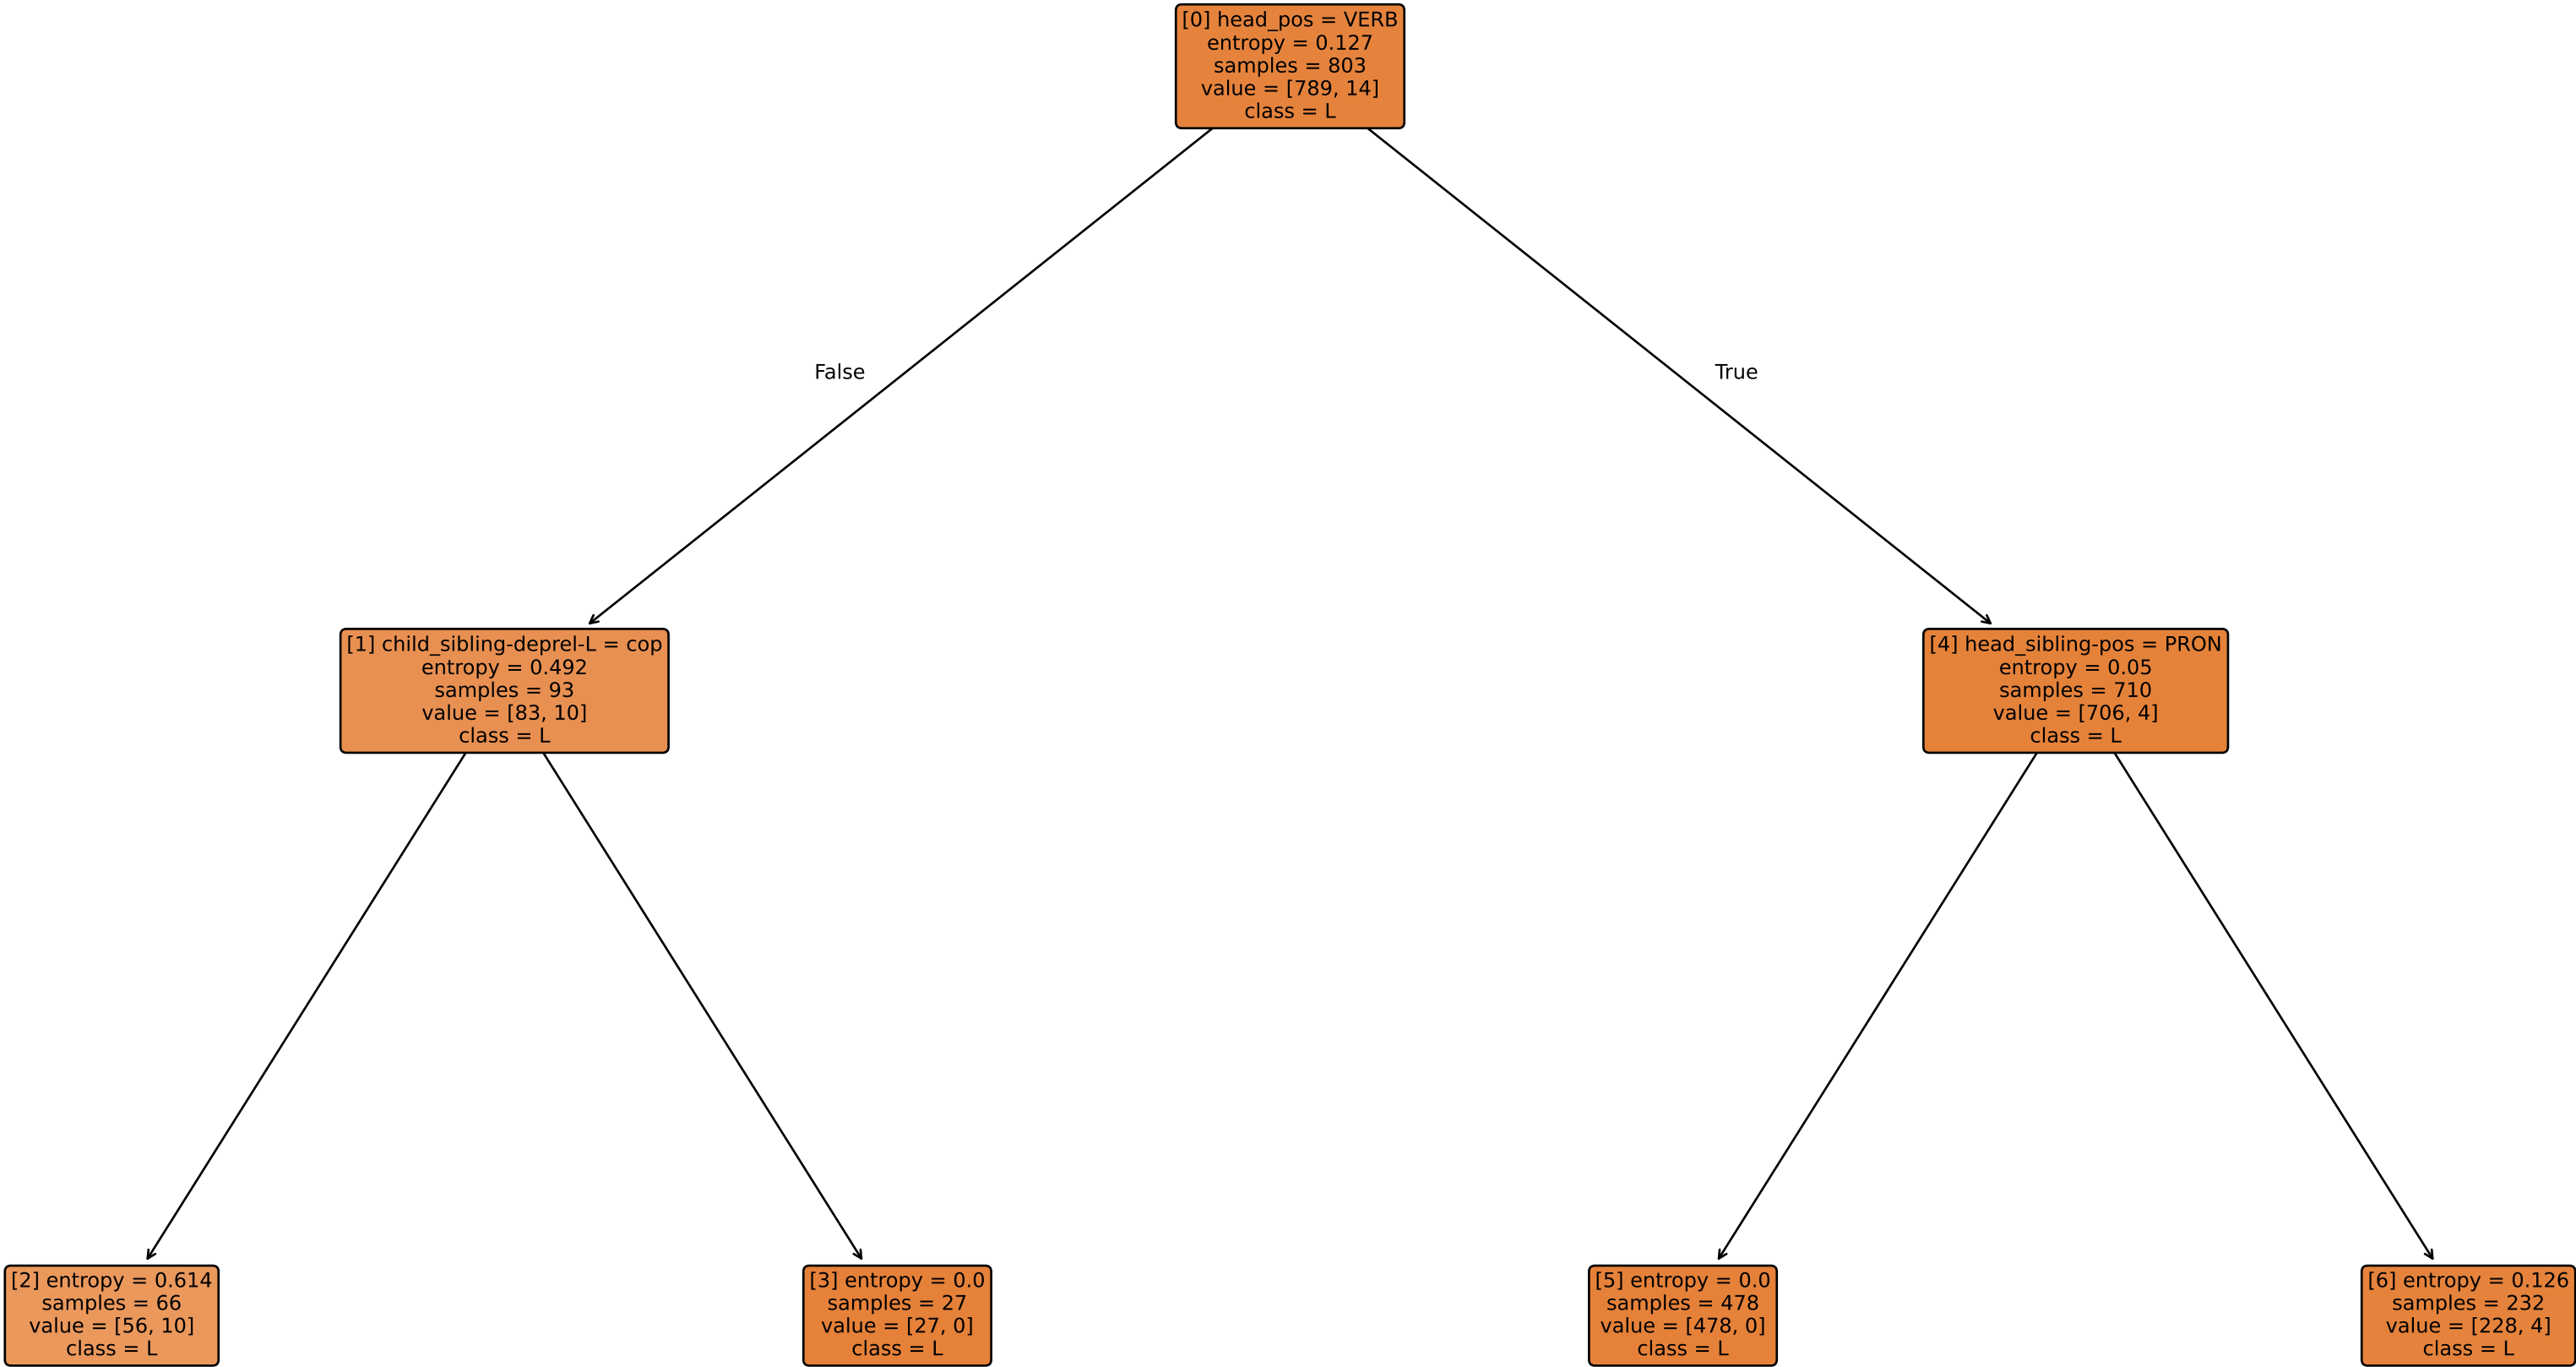 [0] head_pos = VERB
entropy = 0.127
samples = 803
value = [789, 14]
class = L
False
True
[1] child_sibling-deprel-L = cop
entropy = 0.492
samples = 93
value = [83, 10]
class = L
[4] head_sibling-pos = PRON
entropy = 0.05
samples = 710
value = [706, 4]
class = L
[2] entropy = 0.614
samples = 66
value = [56, 10]
class = L
[3] entropy = 0.0
samples = 27
value = [27, 0]
class = L
[5] entropy = 0.0
samples = 478
value = [478, 0]
class = L
[6] entropy = 0.126
samples = 232
value = [228, 4]
class = L